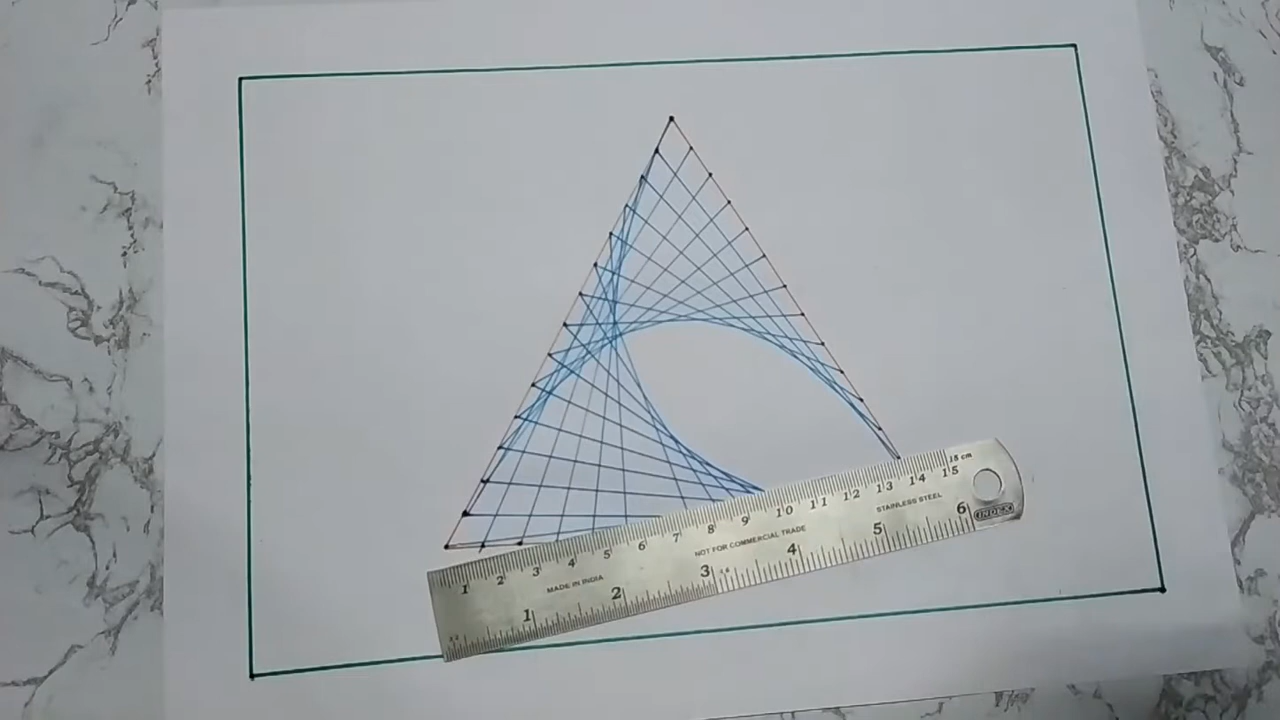 1 2 3 4 5 6 7 8 9 10 11 12 13 14 15 15 cm
MADE IN INDIA NOT FOR COMMERCIAL TRADE STAINLESS STEEL INDEX
1 2 3 4 5 6